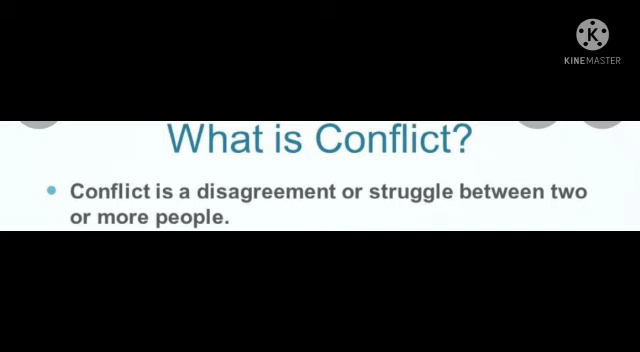 K
KINEMASTER
What is Conflict?
Conflict is a disagreement or struggle between two
or more people.